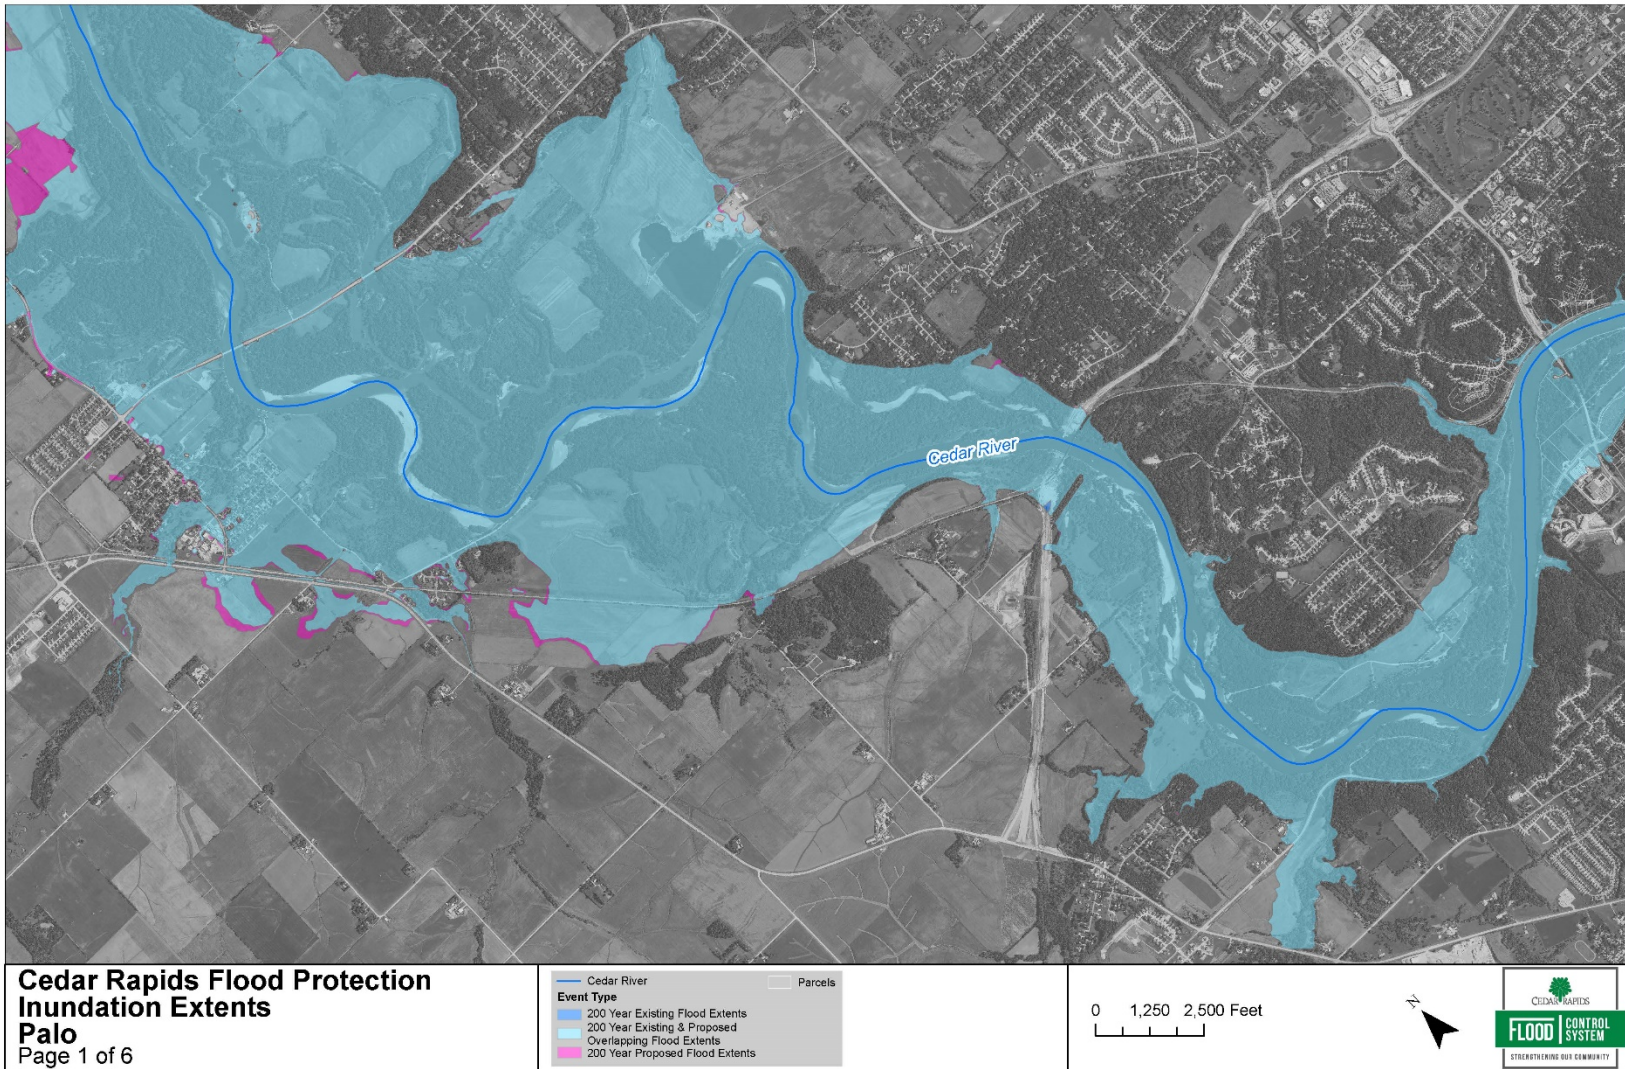 Cedar River
Cedar Rapids Flood Protection
Inundation Extents
Palo
Page 1 of 6
Cedar River
Parcels
Event Type
200 Year Existing Flood Extents
200 Year Existing & Proposed
Overlapping Flood Extents
200 Year Proposed Flood Extents
0 1,250 2,500 Feet
N
CEDAR RAPIDS
FLOOD CONTROL
SYSTEM
STRENGTHENING OUR COMMUNITY